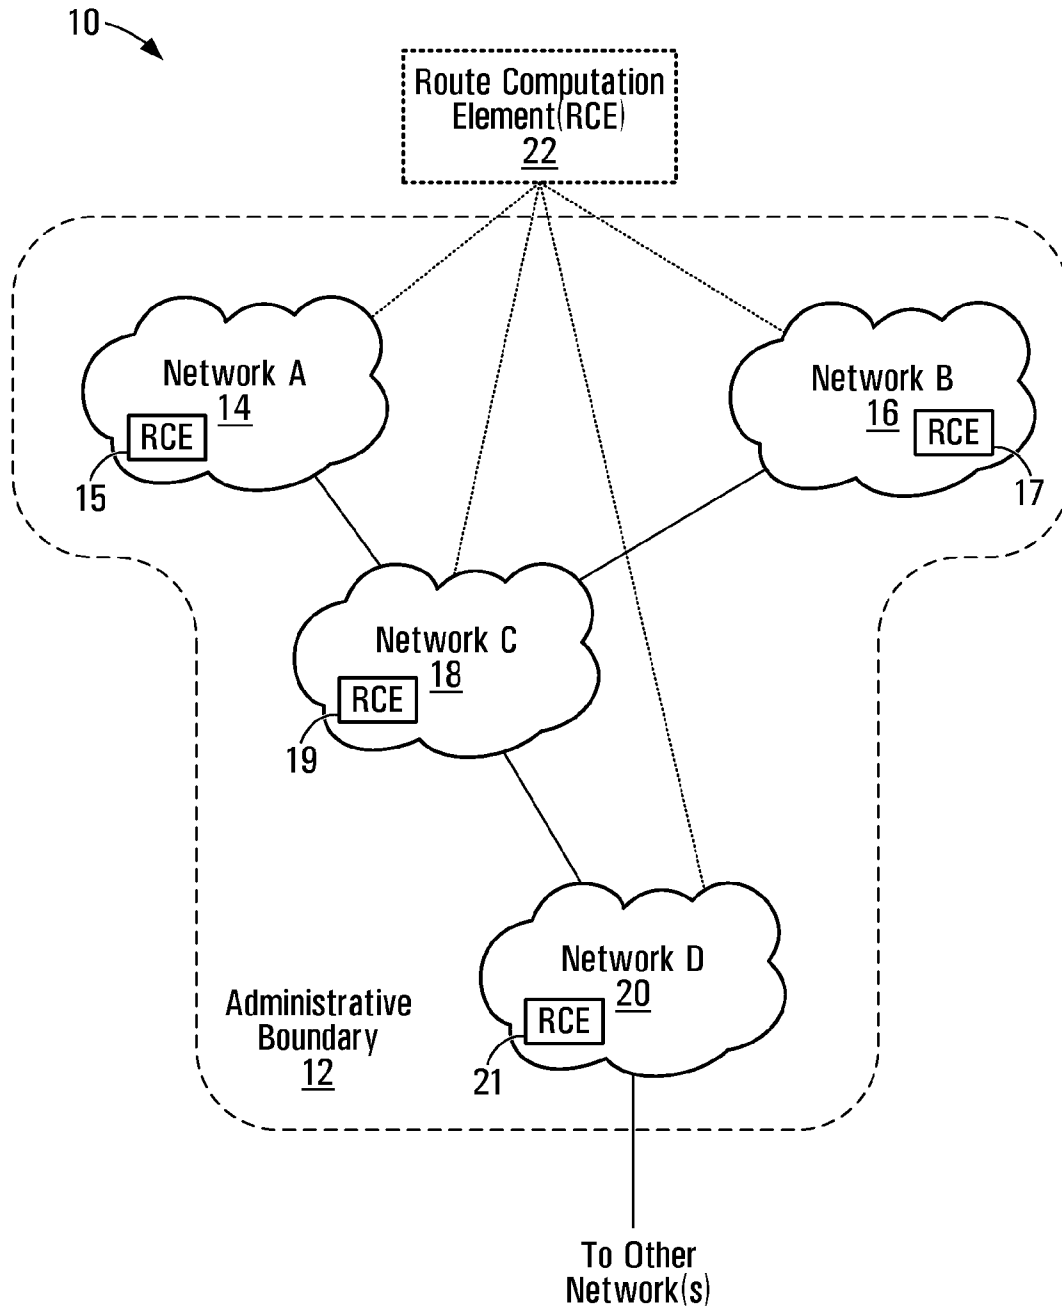 10
Route Computation
Element(RCE)
22
Network A
14
RCE
15
Network B
16
RCE
17
Network C
18
RCE
19
Network D
20
RCE
21
Administrative
Boundary
12
To Other
Network(s)